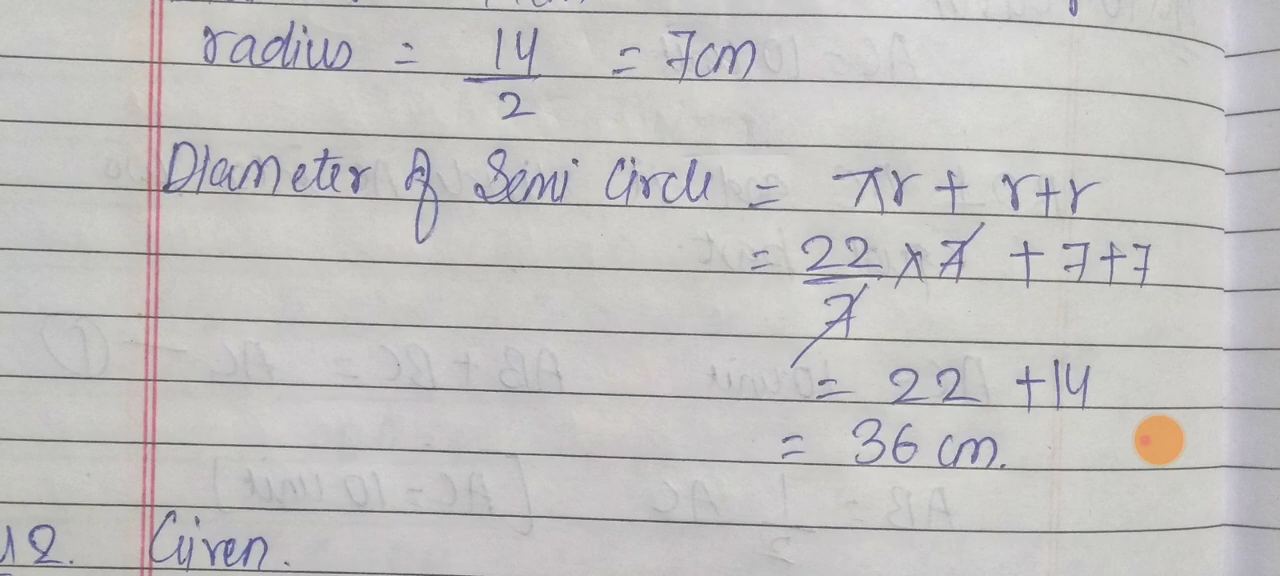 radius = 14/2 = 7cm
Diameter of Semi Circle = πr + r+r
= 22/7 × 7 + 7+7
= 22 +14
= 36 cm.
12. Given.